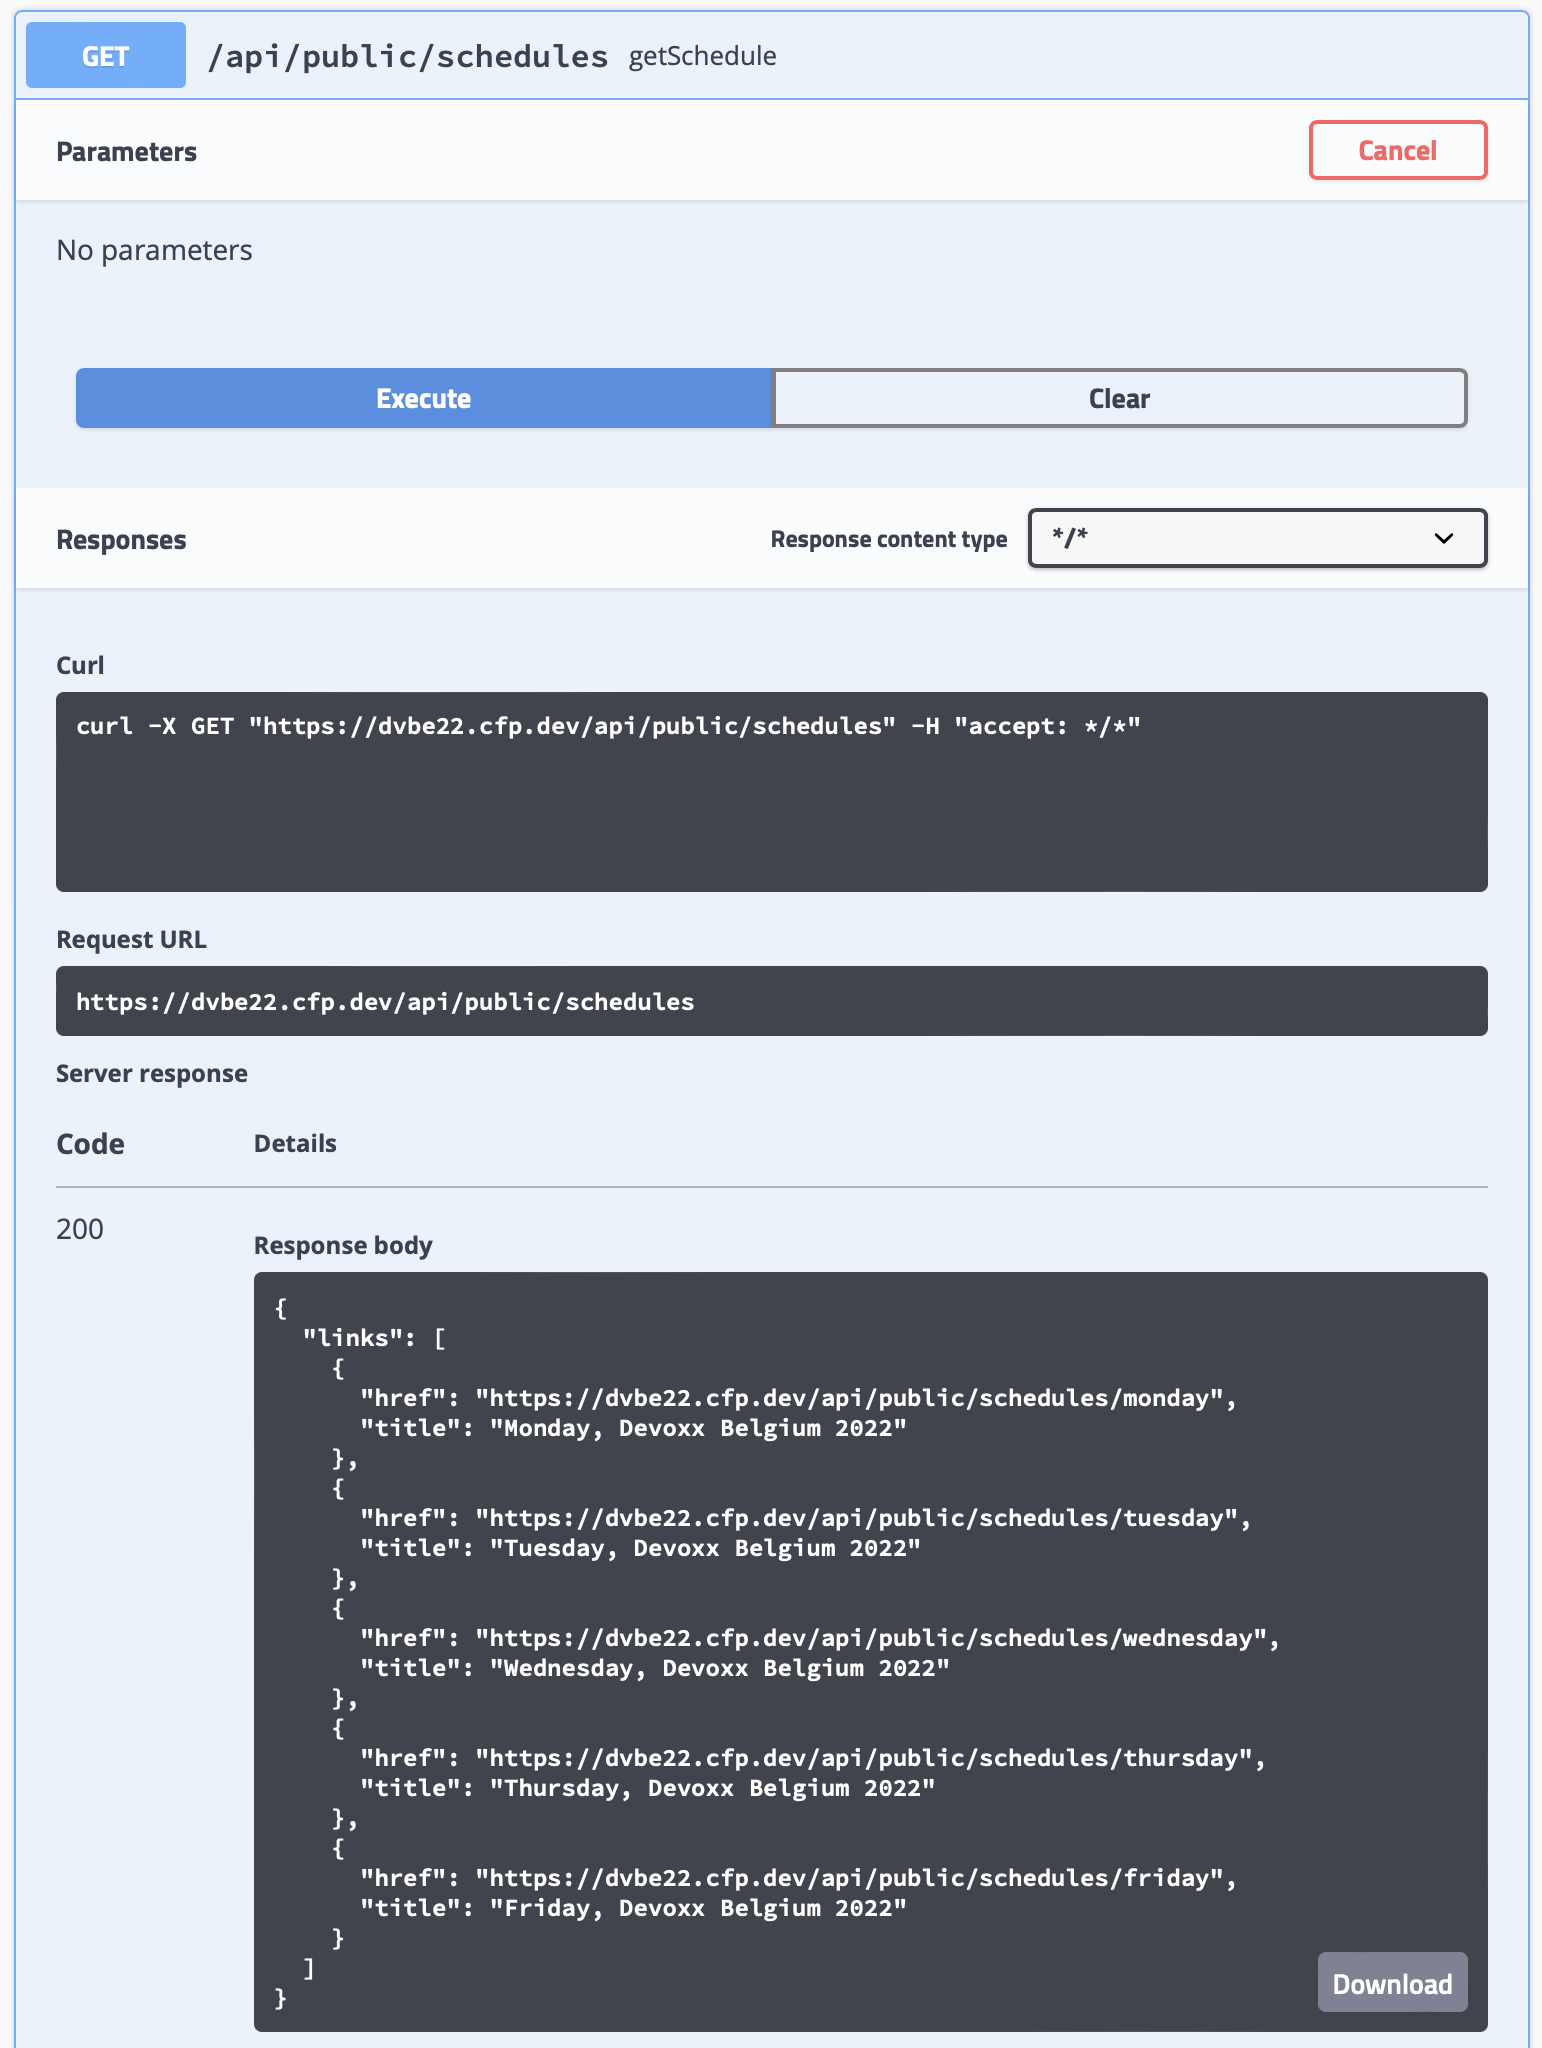 GET /api/public/schedules getSchedule
Parameters
Cancel
No parameters
Execute
Clear
Responses
Response content type
*/*
Curl
curl -X GET "https://dvbe22.cfp.dev/api/public/schedules" -H "accept: */*"
Request URL
https://dvbe22.cfp.dev/api/public/schedules
Server response
Code Details
200
Response body
{
  "links": [
    {
      "href": "https://dvbe22.cfp.dev/api/public/schedules/monday",
      "title": "Monday, Devoxx Belgium 2022"
    },
    {
      "href": "https://dvbe22.cfp.dev/api/public/schedules/tuesday",
      "title": "Tuesday, Devoxx Belgium 2022"
    },
    {
      "href": "https://dvbe22.cfp.dev/api/public/schedules/wednesday",
      "title": "Wednesday, Devoxx Belgium 2022"
    },
    {
      "href": "https://dvbe22.cfp.dev/api/public/schedules/thursday",
      "title": "Thursday, Devoxx Belgium 2022"
    },
    {
      "href": "https://dvbe22.cfp.dev/api/public/schedules/friday",
      "title": "Friday, Devoxx Belgium 2022"
    }
  ]
}
Download